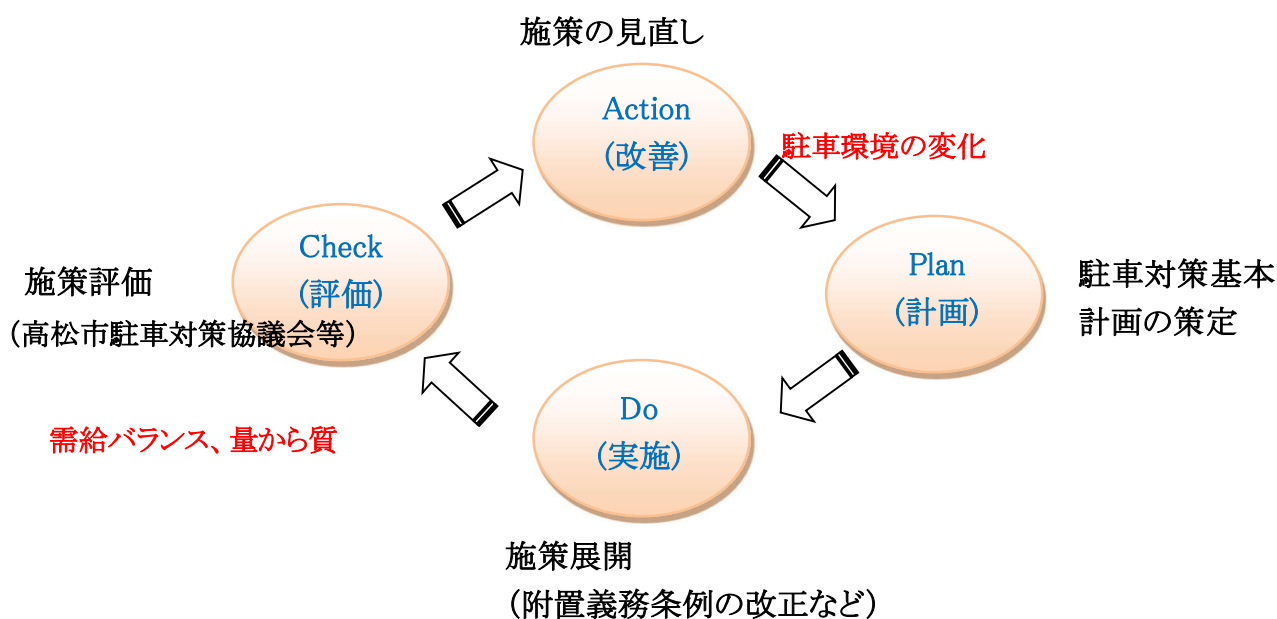 施策の見直し
Action
(改善)
駐車環境の変化
Check
(評価)
施策評価
(高松市駐車対策協議会等)
Plan
(計画)
駐車対策基本
計画の策定
Do
(実施)
需給バランス、量から質
施策展開
(附置義務条例の改正など)